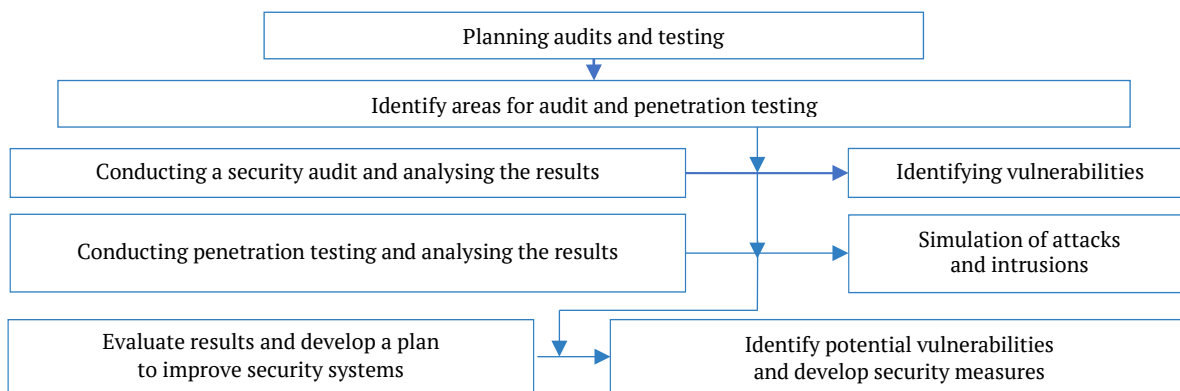 Planning audits and testing
Identify areas for audit and penetration testing
Conducting a security audit and analysing the results
Identifying vulnerabilities
Conducting penetration testing and analysing the results
Simulation of attacks
and intrusions
Evaluate results and develop a plan
to improve security systems
Identify potential vulnerabilities
and develop security measures